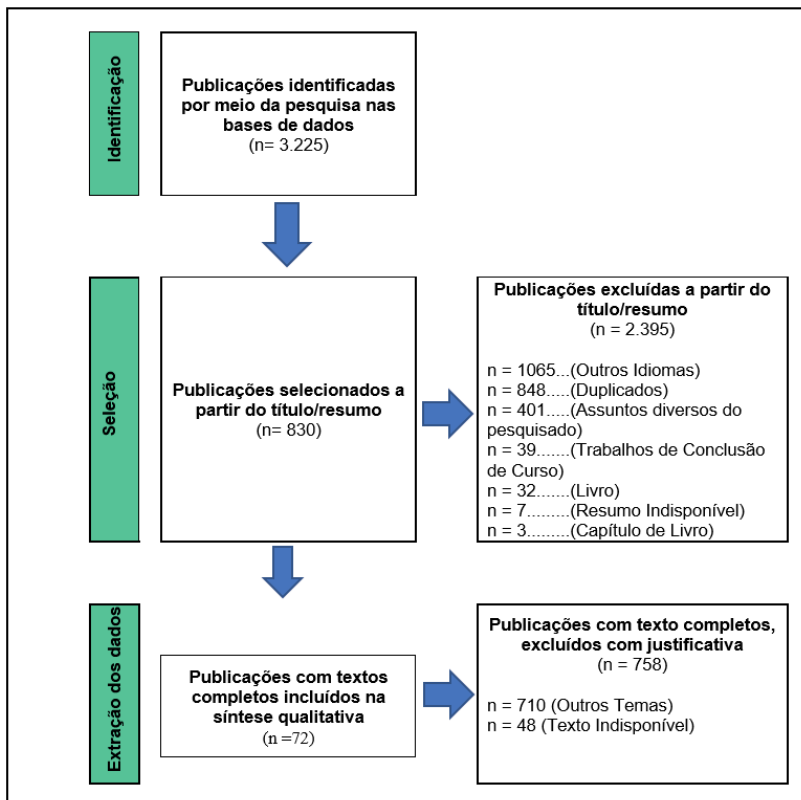 Identificação
Publicações identificadas
por meio da pesquisa nas
bases de dados
(n= 3.225)
Seleção
Publicações selecionados a
partir do título/resumo
(n= 830)
Publicações excluídas a partir do
título/resumo
(n = 2.395)
n = 1065...(Outros Idiomas)
n = 848.....(Duplicados)
n = 401.....(Assuntos diversos do
pesquisado)
n = 39.......(Trabalhos de Conclusão
de Curso)
n = 32.......(Livro)
n = 7.........(Resumo Indisponível)
n = 3.........(Capítulo de Livro)
Extração dos dados
Publicações com textos
completos incluídos na
síntese qualitativa
(n =72)
Publicações com texto completos,
excluídos com justificativa
(n = 758)
n = 710 (Outros Temas)
n = 48 (Texto Indisponível)